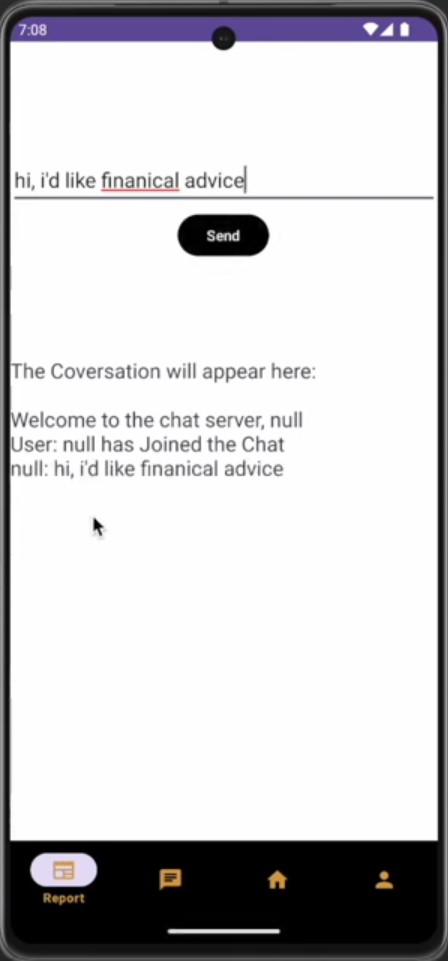 7:08
hi, i'd like finanical advice
Send
The Coversation will appear here:
Welcome to the chat server, null
User: null has Joined the Chat
null: hi, i'd like finanical advice
Report